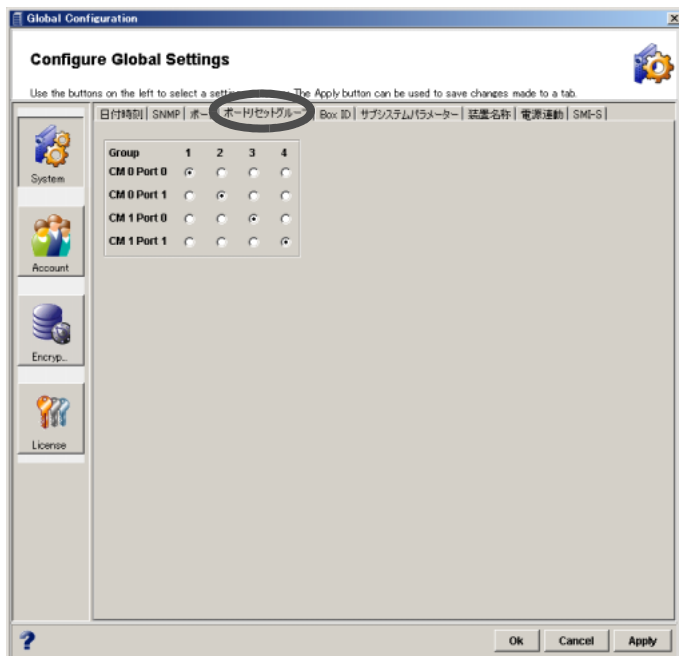 Global Configuration
Configure Global Settings
Use the buttons on the left to select a The Apply button can be used to save changes made to a tab.
日付時刻 SNMP ポー ポートリセットグループ Box ID サブシステムパラメーター 装置名称 電源連動 SMI-S
System
Account
Encryp...
License
Group 1 2 3 4
CM 0 Port 0
CM 0 Port 1
CM 1 Port 0
CM 1 Port 1
?
Ok Cancel Apply